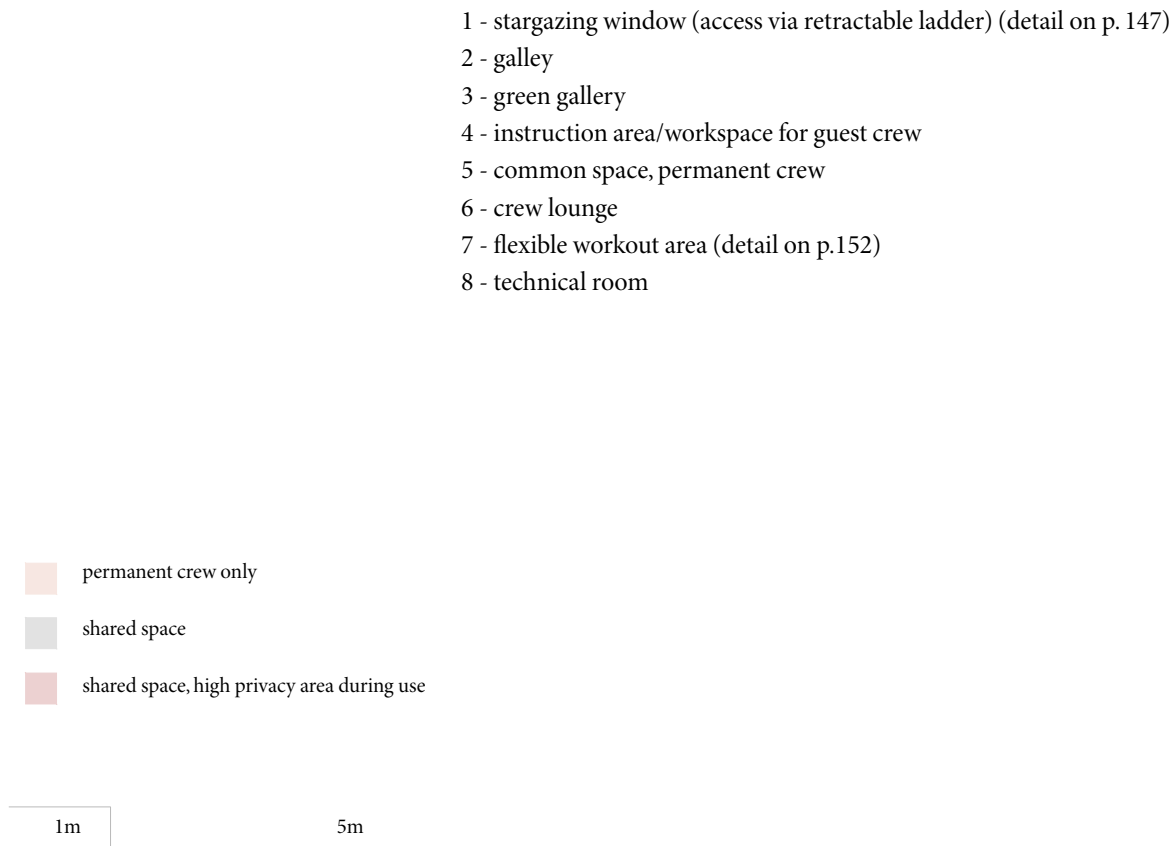 1 - stargazing window (access via retractable ladder) (detail on p. 147)
2 - galley
3 - green gallery
4 - instruction area/workspace for guest crew
5 - common space, permanent crew
6 - crew lounge
7 - flexible workout area (detail on p.152)
8 - technical room
permanent crew only
shared space
shared space, high privacy area during use
1m 5m